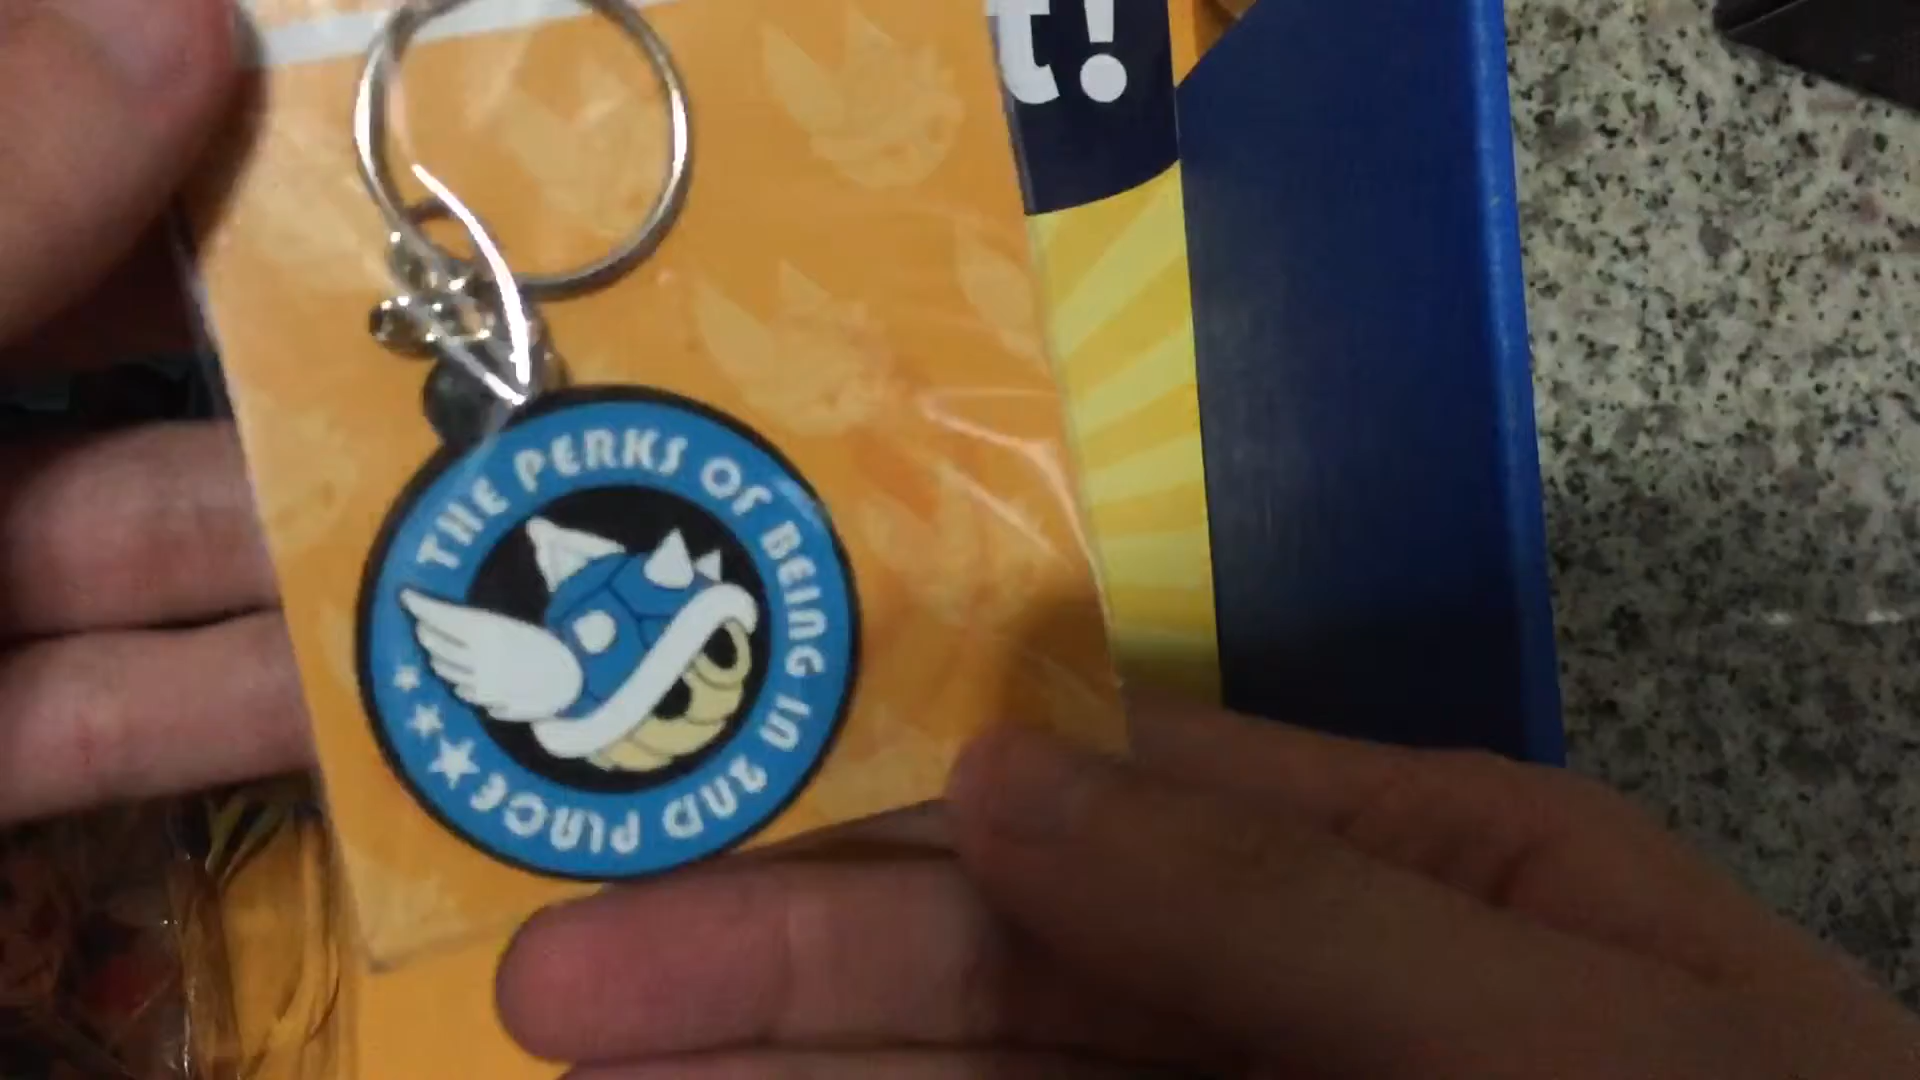 t!
THE PERKS OF BEING IN 2ND PLACE